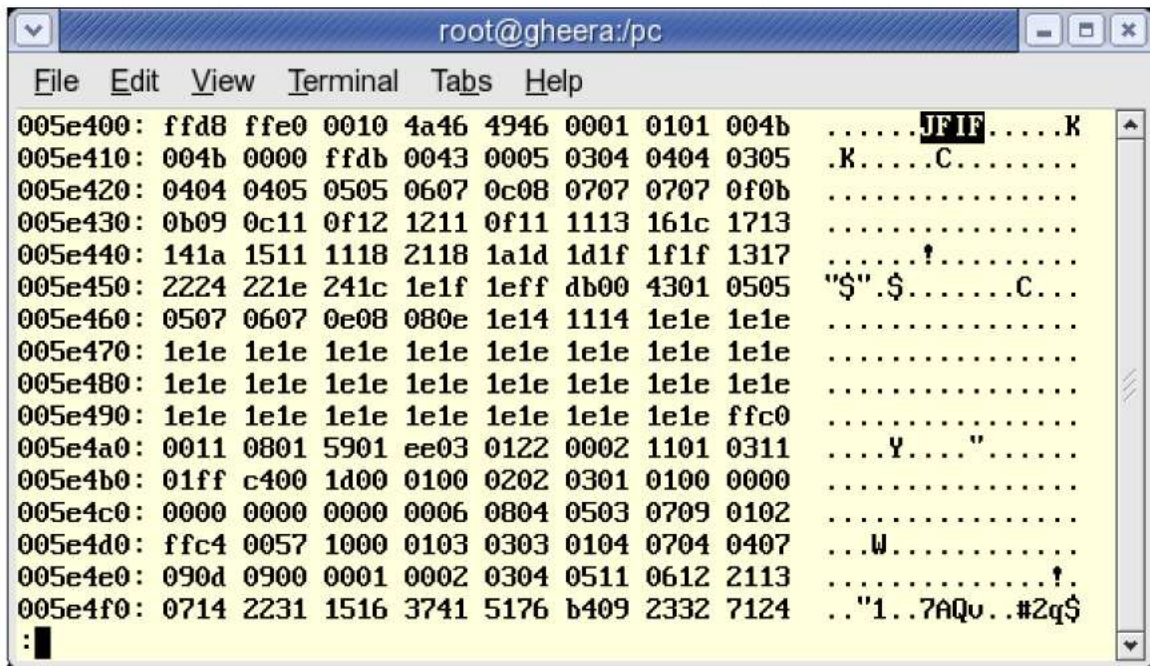 root@gheera:/pc
File Edit View Terminal Tabs Help
005e400: ffd8 ffe0 0010 4a46 4946 0001 0101 004b ......JFIF.....K
005e410: 004b 0000 ffdb 0043 0005 0304 0404 0305 .K.....C........
005e420: 0404 0405 0505 0607 0c08 0707 0707 0f0b ................
005e430: 0b09 0c11 0f12 1211 0f11 1113 161c 1713 ................
005e440: 141a 1511 1118 2118 1a1d 1d1f 1f1f 1317 ......!.........
005e450: 2224 221e 241c 1e1f 1eff db00 4301 0505 "$".$.......C...
005e460: 0507 0607 0e08 080e 1e14 1114 1e1e 1e1e ................
005e470: 1e1e 1e1e 1e1e 1e1e 1e1e 1e1e 1e1e 1e1e ................
005e480: 1e1e 1e1e 1e1e 1e1e 1e1e 1e1e 1e1e 1e1e ................
005e490: 1e1e 1e1e 1e1e 1e1e 1e1e 1e1e 1e1e ffc0 ................
005e4a0: 0011 0801 5901 ee03 0122 0002 1101 0311 ....Y...."......
005e4b0: 01ff c400 1d00 0100 0202 0301 0100 0000 ................
005e4c0: 0000 0000 0000 0006 0804 0503 0709 0102 ................
005e4d0: ffc4 0057 1000 0103 0303 0104 0704 0407 ...W............
005e4e0: 090d 0900 0001 0002 0304 0511 0612 2113 ..............!.
005e4f0: 0714 2231 1516 3741 5176 b409 2332 7124 .."1..7AQv..#2q$
: